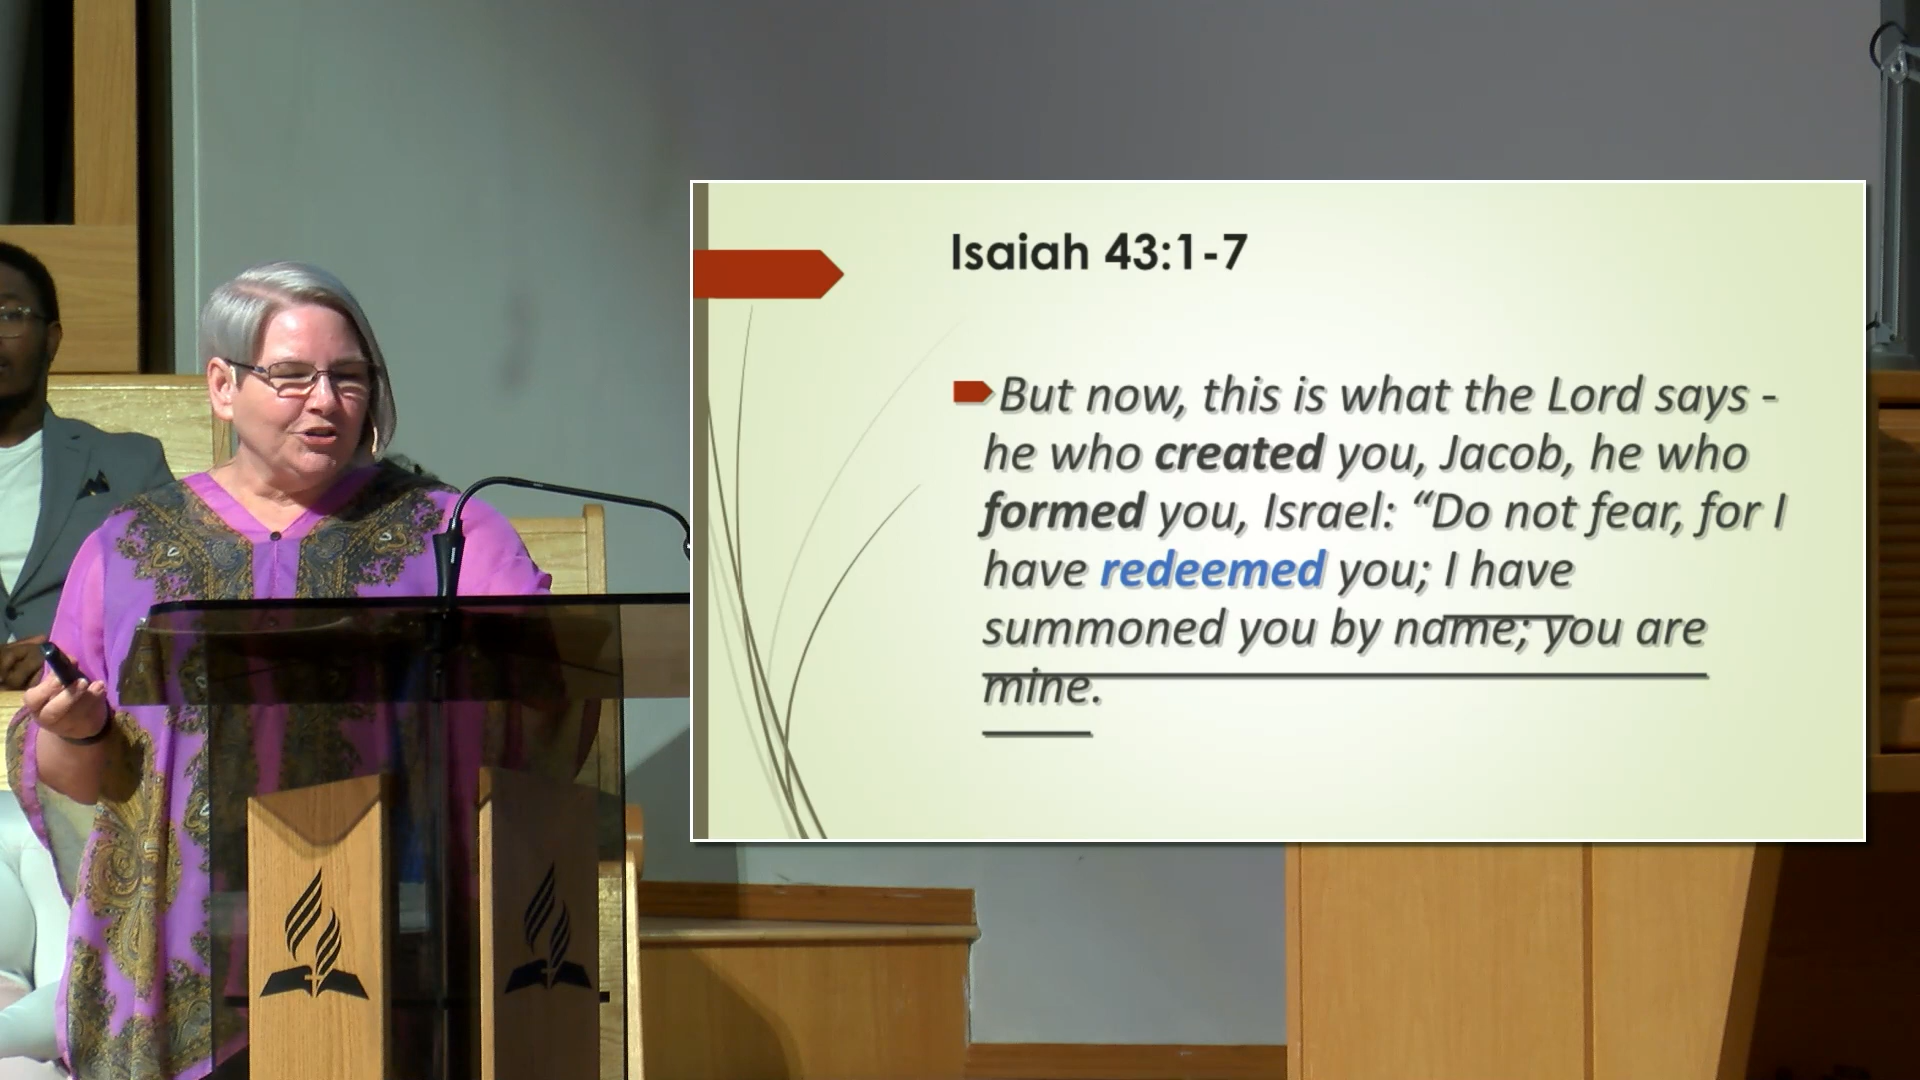 Isaiah 43:1-7
But now, this is what the Lord says -
he who created you, Jacob, he who
formed you, Israel: “Do not fear, for I
have redeemed you; I have
summoned you by name; you are
mine.